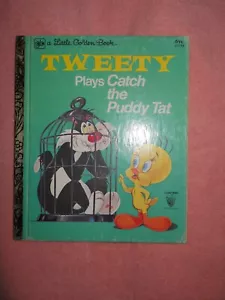 a Little Golden Book
TWEETY
Plays Catch
the
Puddy Tat